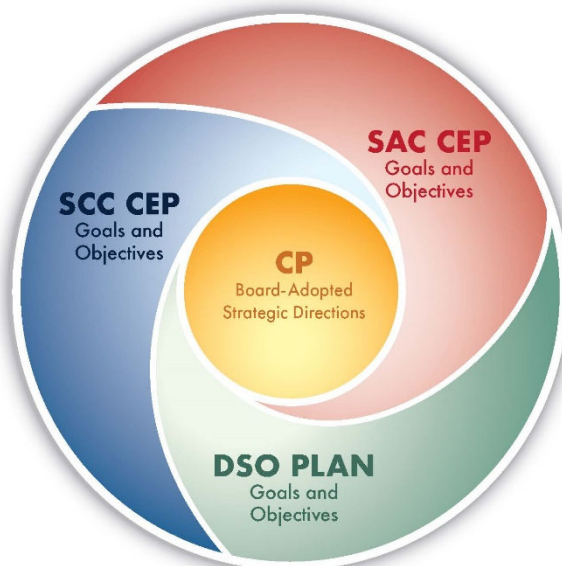 SAC CEP
Goals and
Objectives
SCC CEP
Goals and
Objectives
CP
Board-Adopted
Strategic Directions
DSO PLAN
Goals and
Objectives